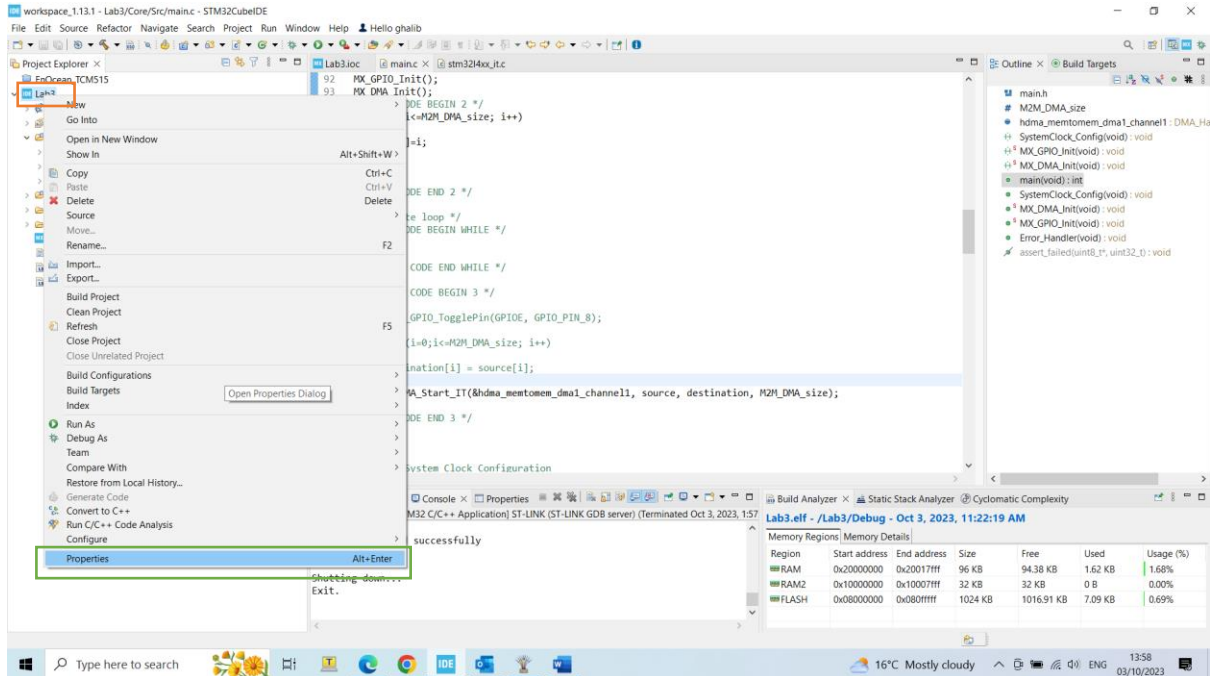 workspace_1.13.1 - Lab3/Core/Src/main.c - STM32CubeIDE
File Edit Source Refactor Navigate Search Project Run Window Help Hello ghalib
Project Explorer
EnOcean_TCM515
Lab3
New
Go Into
Open in New Window
Show In Alt+Shift+W
Copy Ctrl+C
Paste Ctrl+V
Delete Delete
Source
Move...
Rename... F2
Import...
Export...
Build Project
Clean Project
Refresh F5
Close Project
Close Unrelated Project
Build Configurations
Build Targets
Index
Open Properties Dialog
Run As
Debug As
Team
Compare With
Restore from Local History...
Generate Code
Convert to C++
Run C/C++ Code Analysis
Configure
Properties Alt+Enter
Lab3.ioc main.c stm32l4xx_it.c
92 MX_GPIO_Init();
93 MX_DMA_Init();
ODE BEGIN 2 */
i<=M2M_DMA_size; i++)
]=i;
ODE END 2 */
te loop */
ODE BEGIN WHILE */
CODE END WHILE */
CODE BEGIN 3 */
_GPIO_TogglePin(GPIOE, GPIO_PIN_8);
(i=0;i<=M2M_DMA_size; i++)
ination[i] = source[i];
MA_Start_IT(&hdma_memtomem_dma1_channel1, source, destination, M2M_DMA_size);
ODE END 3 */
System Clock Configuration
Outline Build Targets
main.h
M2M_DMA_size
hdma_memtomem_dma1_channel1 : DMA_Ha
SystemClock_Config(void) : void
MX_GPIO_Init(void) : void
MX_DMA_Init(void) : void
main(void) : int
SystemClock_Config(void) : void
MX_DMA_Init(void) : void
MX_GPIO_Init(void) : void
Error_Handler(void) : void
assert_failed(uint8_t*, uint32_t) : void
Console Properties
M32 C/C++ Application] ST-LINK (ST-LINK GDB server) (Terminated Oct 3, 2023, 1:57
successfully
Shutting down...
Exit.
Build Analyzer Static Stack Analyzer Cyclomatic Complexity
Lab3.elf - /Lab3/Debug - Oct 3, 2023, 11:22:19 AM
Memory Regions Memory Details
Region Start address End address Size Free Used Usage (%)
RAM 0x20000000 0x20017fff 96 KB 94.38 KB 1.62 KB 1.68%
RAM2 0x10000000 0x10007fff 32 KB 32 KB 0 B 0.00%
FLASH 0x08000000 0x080fffff 1024 KB 1016.91 KB 7.09 KB 0.69%
Type here to search
IDE
16°C Mostly cloudy
ENG
13:58
03/10/2023